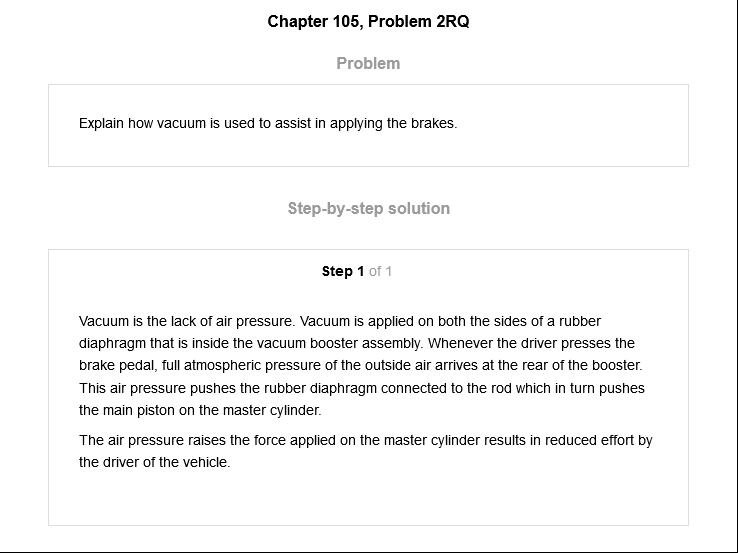 Chapter 105, Problem 2RQ
Problem
Explain how vacuum is used to assist in applying the brakes.
Step-by-step solution
Step 1 of 1
Vacuum is the lack of air pressure. Vacuum is applied on both the sides of a rubber
diaphragm that is inside the vacuum booster assembly. Whenever the driver presses the
brake pedal, full atmospheric pressure of the outside air arrives at the rear of the booster.
This air pressure pushes the rubber diaphragm connected to the rod which in turn pushes
the main piston on the master cylinder.
The air pressure raises the force applied on the master cylinder results in reduced effort by
the driver of the vehicle.